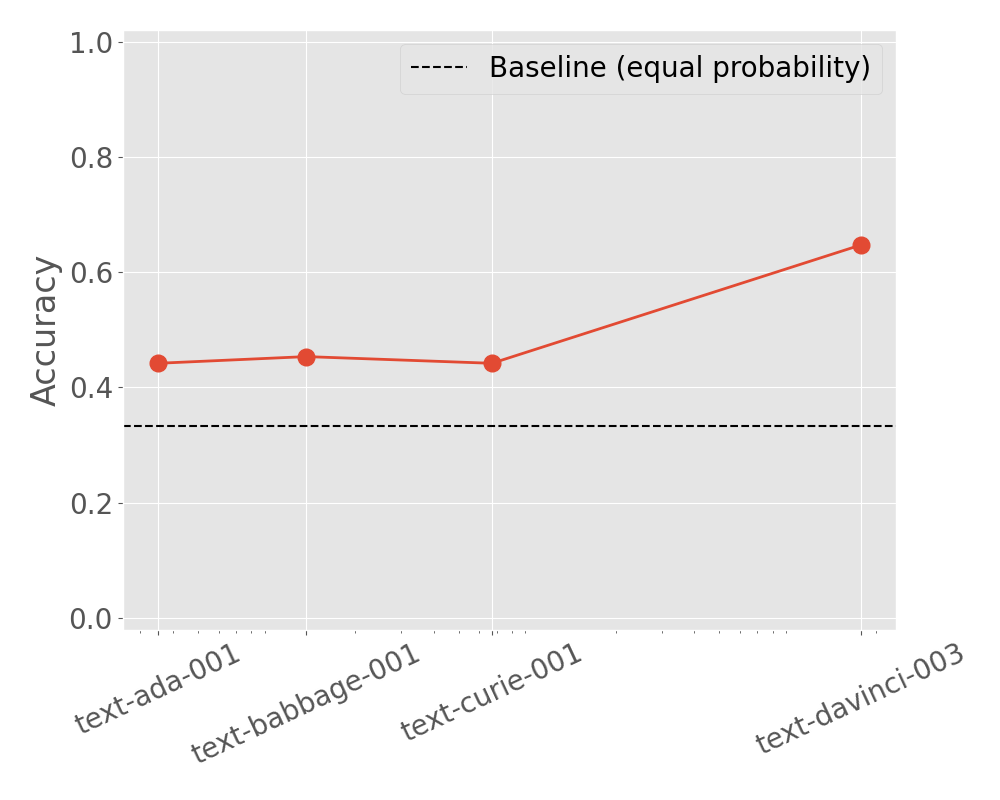 Baseline (equal probability)
Accuracy
1.0
0.8
0.6
0.4
0.2
0.0
text-ada-001
text-babbage-001
text-curie-001
text-davinci-003